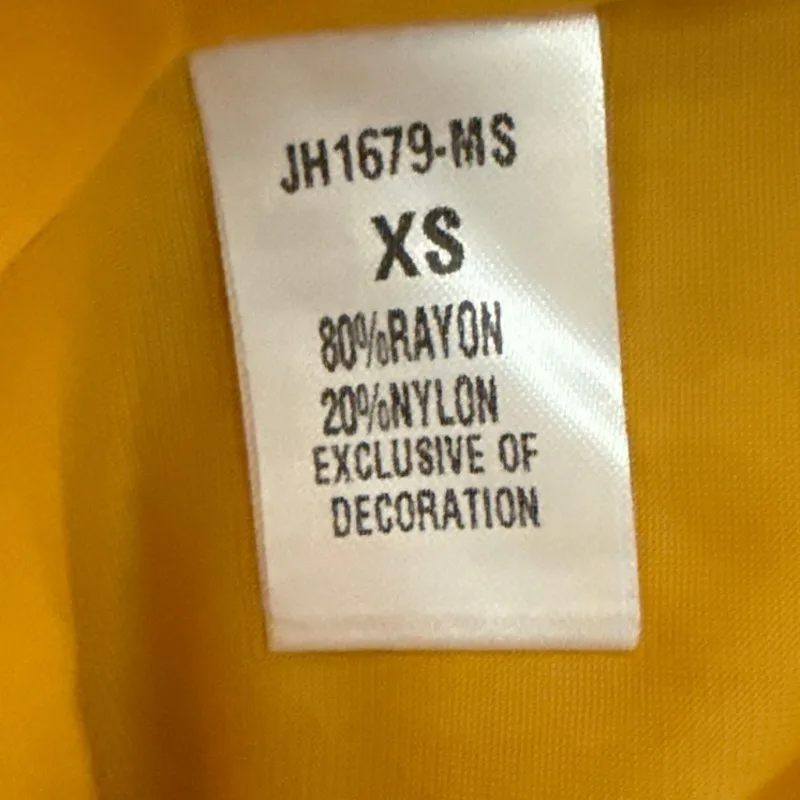 JH1679-MS
XS
80%RAYON
20%NYLON
EXCLUSIVE OF
DECORATION